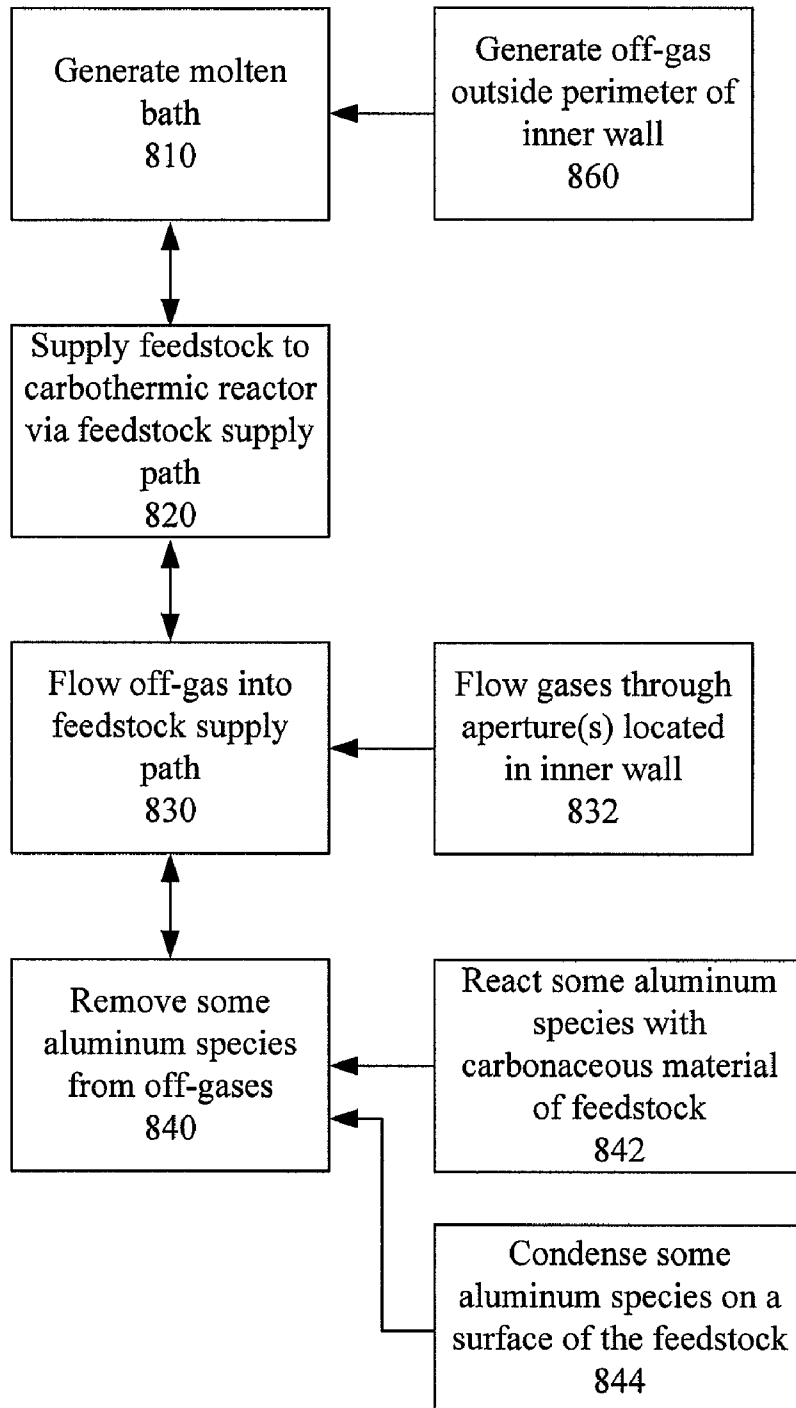 Generate molten
bath
810
Generate off-gas
outside perimeter of
inner wall
860
Supply feedstock to
carbothermic reactor
via feedstock supply
path
820
Flow off-gas into
feedstock supply
path
830
Flow gases through
aperture(s) located
in inner wall
832
Remove some
aluminum species
from off-gases
840
React some aluminum
species with
carbonaceous material
of feedstock
842
Condense some
aluminum species on a
surface of the feedstock
844